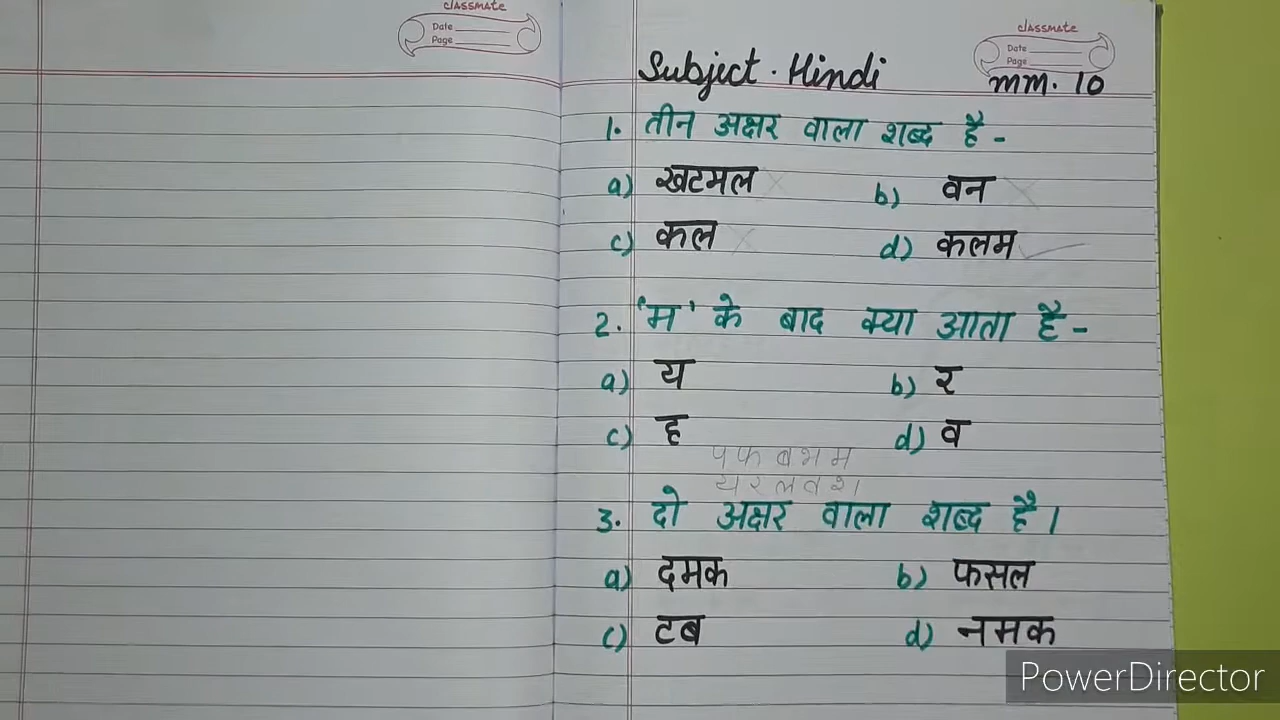 classmate
Date
Page
classmate
Date
Page
Subject. Hindi
MM. 10
1. तीन अक्षर वाला शब्द है -
a) खटमल b) वन
c) कल d) कलम
2. 'म' के बाद क्या आता है -
a) य b) र
c) ह d) व
प फ ब भ म
य र ल व श
3. दो अक्षर वाला शब्द है।
a) दमक b) फसल
c) टब d) नमक
PowerDirector